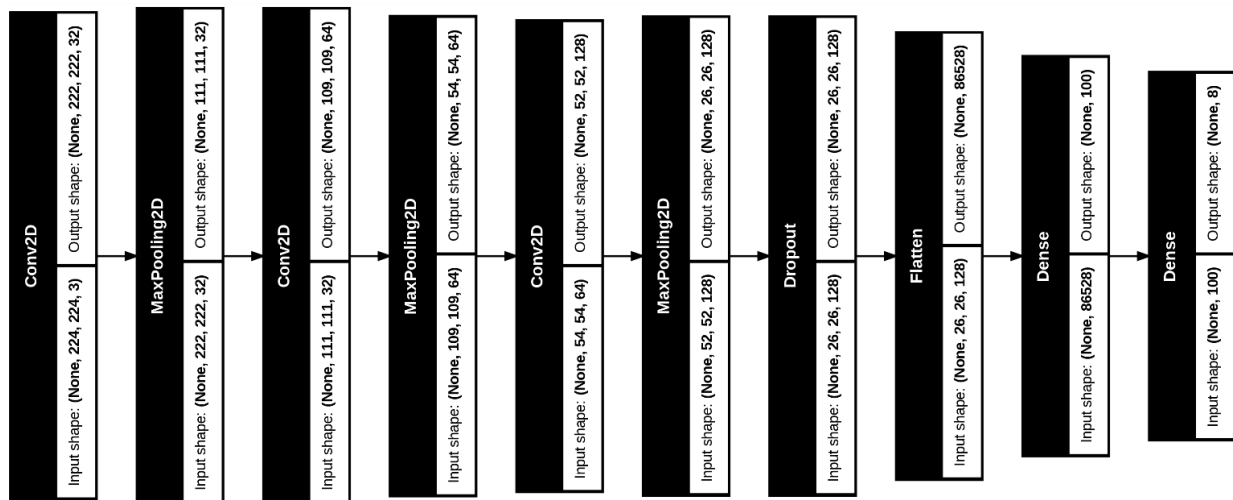 Conv2D
Input shape: (None, 224, 224, 3)
Output shape: (None, 222, 222, 32)
MaxPooling2D
Input shape: (None, 222, 222, 32)
Output shape: (None, 111, 111, 32)
Conv2D
Input shape: (None, 111, 111, 32)
Output shape: (None, 109, 109, 64)
MaxPooling2D
Input shape: (None, 109, 109, 64)
Output shape: (None, 54, 54, 64)
Conv2D
Input shape: (None, 54, 54, 64)
Output shape: (None, 52, 52, 128)
MaxPooling2D
Input shape: (None, 52, 52, 128)
Output shape: (None, 26, 26, 128)
Dropout
Input shape: (None, 26, 26, 128)
Output shape: (None, 26, 26, 128)
Flatten
Input shape: (None, 26, 26, 128)
Output shape: (None, 86528)
Dense
Input shape: (None, 86528)
Output shape: (None, 100)
Dense
Input shape: (None, 100)
Output shape: (None, 8)